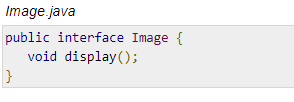 Image.java
public interface Image {
   void display();
}